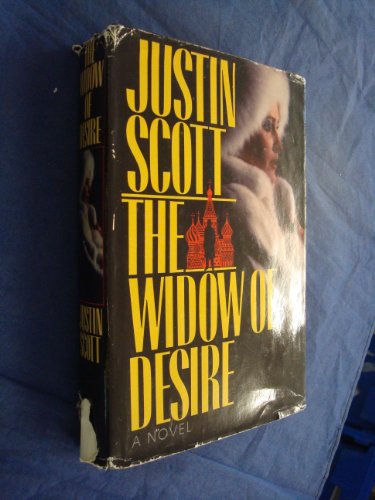 THE
WIDOW
OF
DESIRE
JUSTIN
SCOTT
JUSTIN
SCOTT
THE
WIDOW OF
DESIRE
A NOVEL